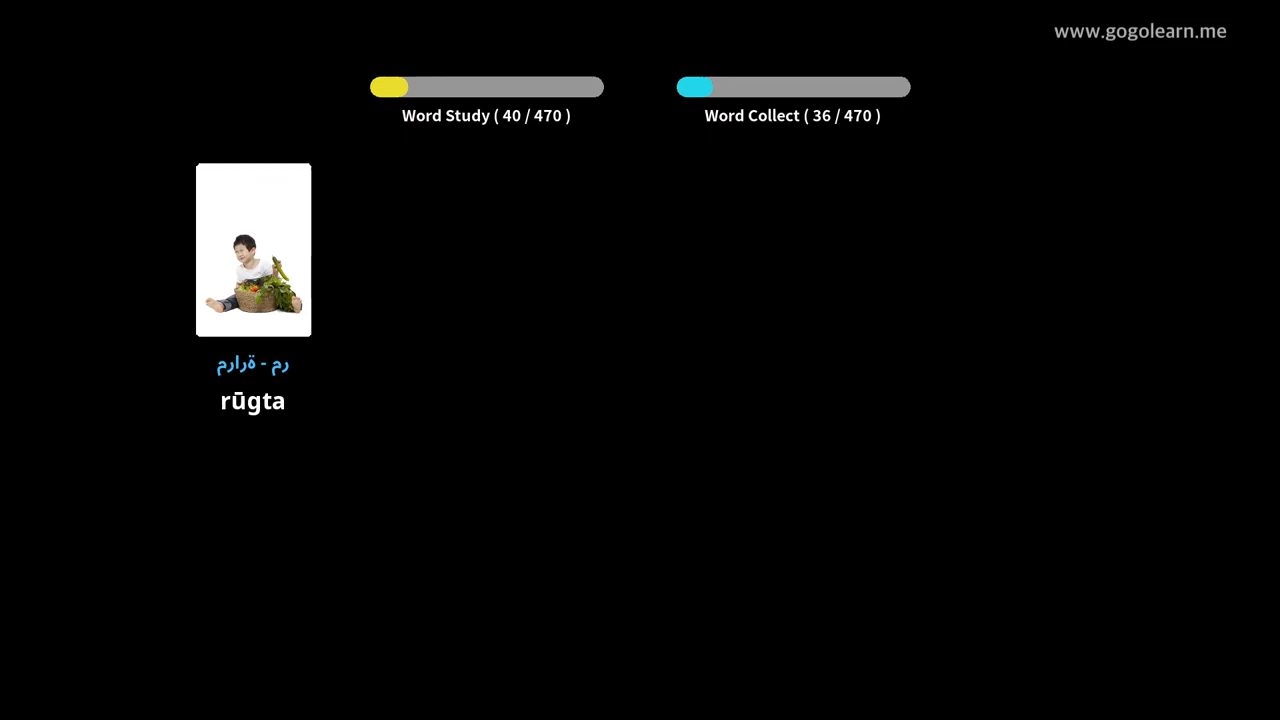 www.gogolearn.me
Word Study ( 40 / 470 )
Word Collect ( 36 / 470 )
رم - ةرارم
rūgta